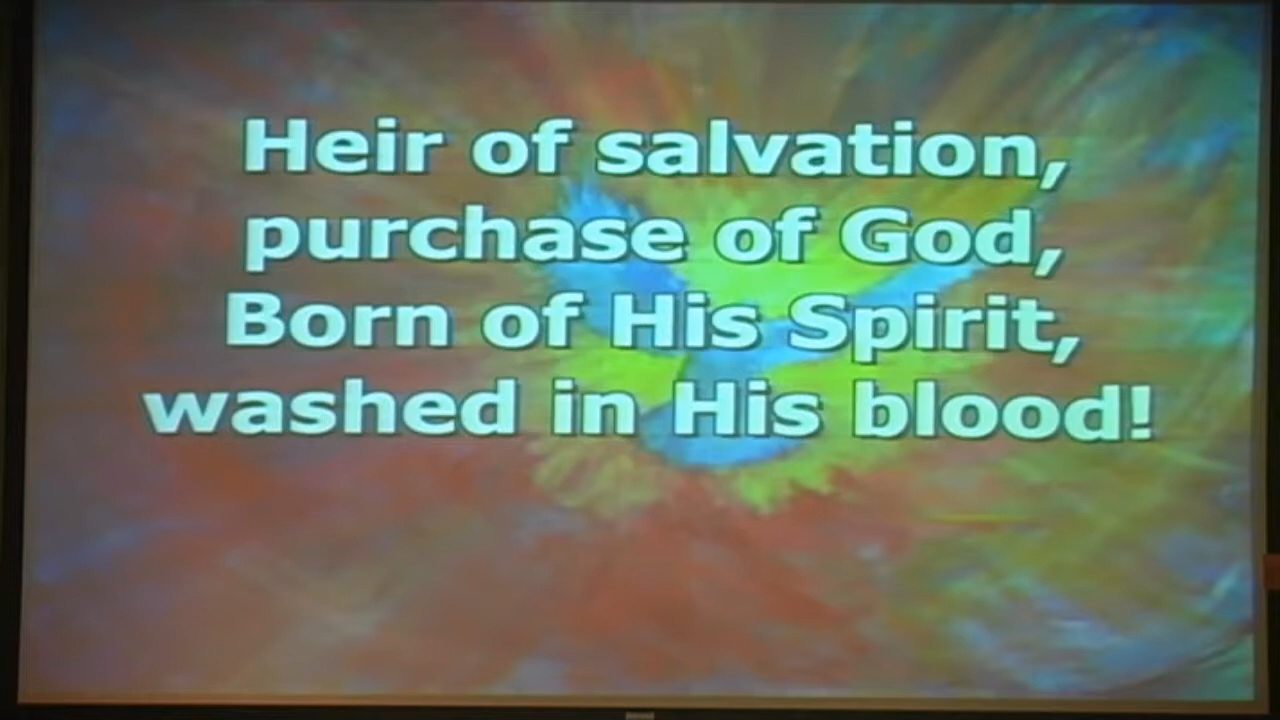 Heir of salvation,
purchase of God,
Born of His Spirit,
washed in His blood!